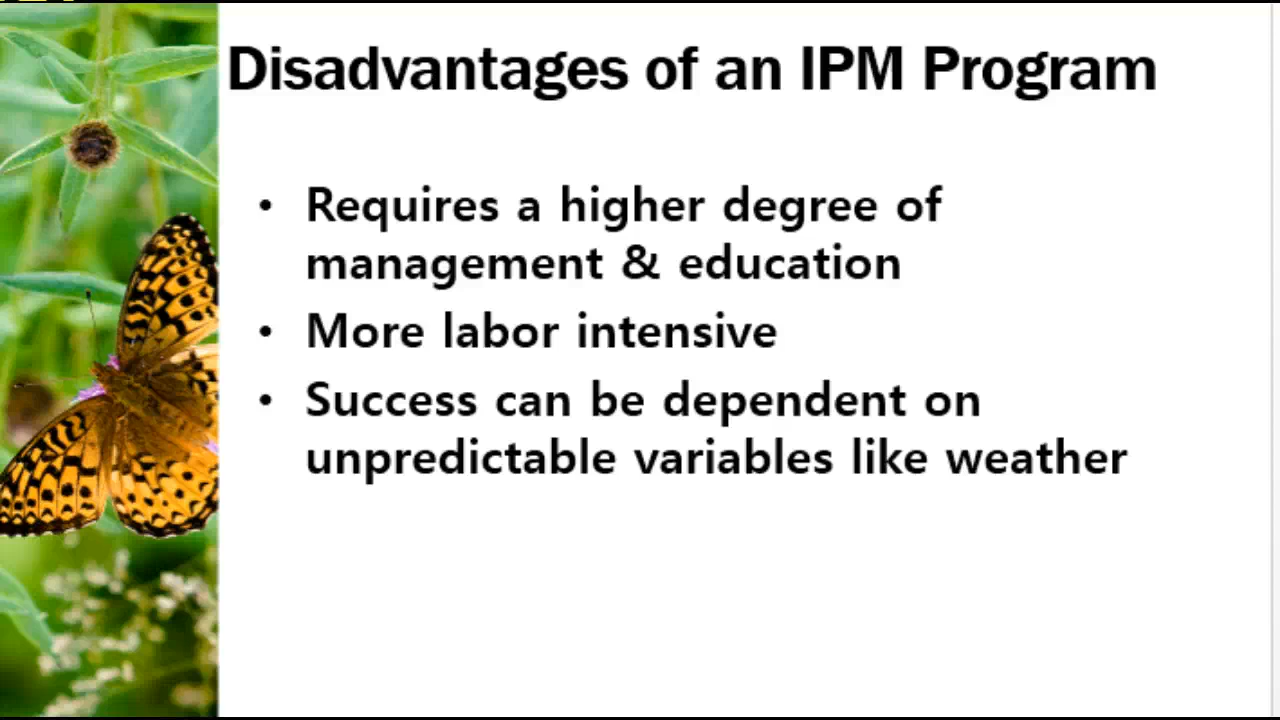 Disadvantages of an IPM Program
• Requires a higher degree of
management & education
• More labor intensive
• Success can be dependent on
unpredictable variables like weather